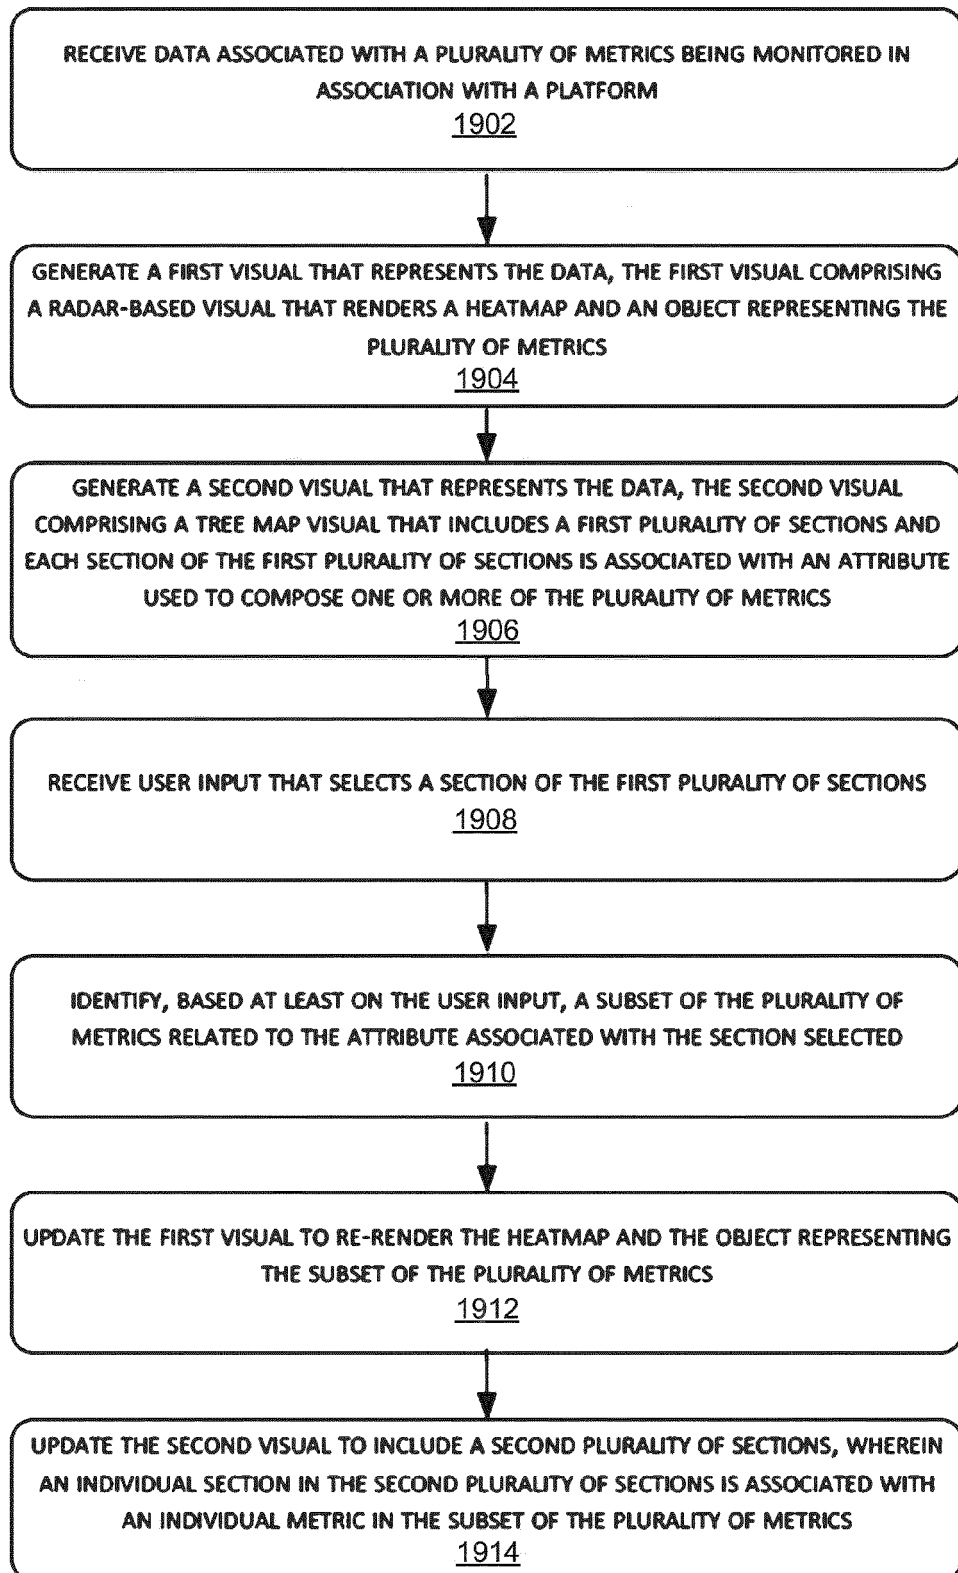 RECEIVE DATA ASSOCIATED WITH A PLURALITY OF METRICS BEING MONITORED IN
ASSOCIATION WITH A PLATFORM
1902
GENERATE A FIRST VISUAL THAT REPRESENTS THE DATA, THE FIRST VISUAL COMPRISING
A RADAR-BASED VISUAL THAT RENDERS A HEATMAP AND AN OBJECT REPRESENTING THE
PLURALITY OF METRICS
1904
GENERATE A SECOND VISUAL THAT REPRESENTS THE DATA, THE SECOND VISUAL
COMPRISING A TREE MAP VISUAL THAT INCLUDES A FIRST PLURALITY OF SECTIONS AND
EACH SECTION OF THE FIRST PLURALITY OF SECTIONS IS ASSOCIATED WITH AN ATTRIBUTE
USED TO COMPOSE ONE OR MORE OF THE PLURALITY OF METRICS
1906
RECEIVE USER INPUT THAT SELECTS A SECTION OF THE FIRST PLURALITY OF SECTIONS
1908
IDENTIFY, BASED AT LEAST ON THE USER INPUT, A SUBSET OF THE PLURALITY OF
METRICS RELATED TO THE ATTRIBUTE ASSOCIATED WITH THE SECTION SELECTED
1910
UPDATE THE FIRST VISUAL TO RE-RENDER THE HEATMAP AND THE OBJECT REPRESENTING
THE SUBSET OF THE PLURALITY OF METRICS
1912
UPDATE THE SECOND VISUAL TO INCLUDE A SECOND PLURALITY OF SECTIONS, WHEREIN
AN INDIVIDUAL SECTION IN THE SECOND PLURALITY OF SECTIONS IS ASSOCIATED WITH
AN INDIVIDUAL METRIC IN THE SUBSET OF THE PLURALITY OF METRICS
1914